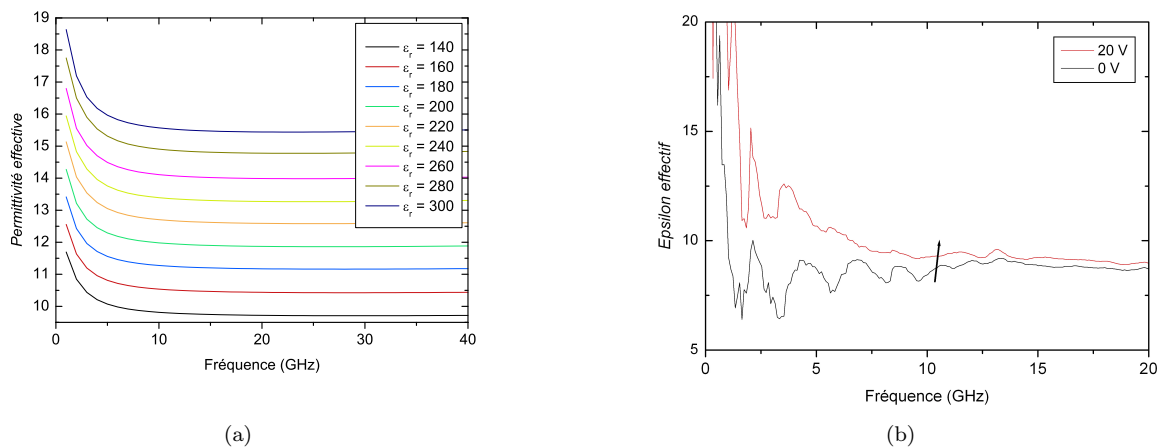 19
18
17
16
15
14
13
12
11
10
Permittivité effective
0
10
20
30
40
Fréquence (GHz)
εr = 140
εr = 160
εr = 180
εr = 200
εr = 220
εr = 240
εr = 260
εr = 280
εr = 300
(a)
20
15
10
5
Epsilon effectif
0
5
10
15
20
Fréquence (GHz)
20 V
0 V
(b)